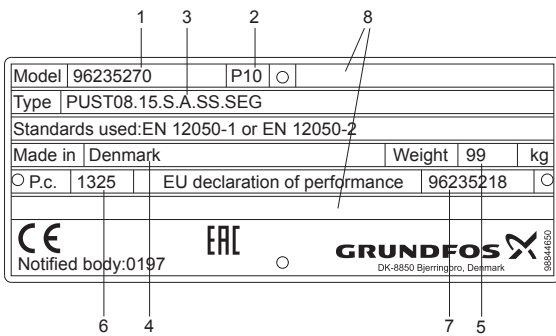 1 3 2 8
Model 96235270 P10
Type PUST08.15.S.A.SS.SEG
Standards used:EN 12050-1 or EN 12050-2
Made in Denmark Weight 99 kg
P.c. 1325 EU declaration of performance 96235218
CE EAC GRUNDFOS
Notified body:0197 DK-8850 Bjerringbro, Denmark
98844650
6 4 7 5